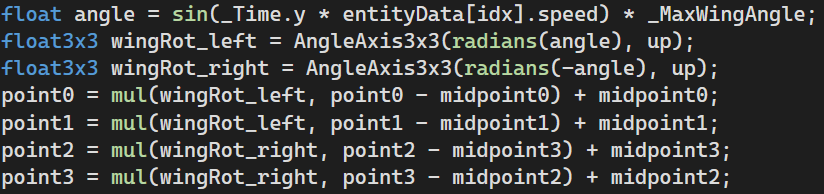 float angle = sin(_Time.y * entityData[idx].speed) * _MaxWingAngle;
float3x3 wingRot_left = AngleAxis3x3(radians(angle), up);
float3x3 wingRot_right = AngleAxis3x3(radians(-angle), up);
point0 = mul(wingRot_left, point0 - midpoint0) + midpoint0;
point1 = mul(wingRot_left, point1 - midpoint1) + midpoint1;
point2 = mul(wingRot_right, point2 - midpoint3) + midpoint3;
point3 = mul(wingRot_right, point3 - midpoint2) + midpoint2;